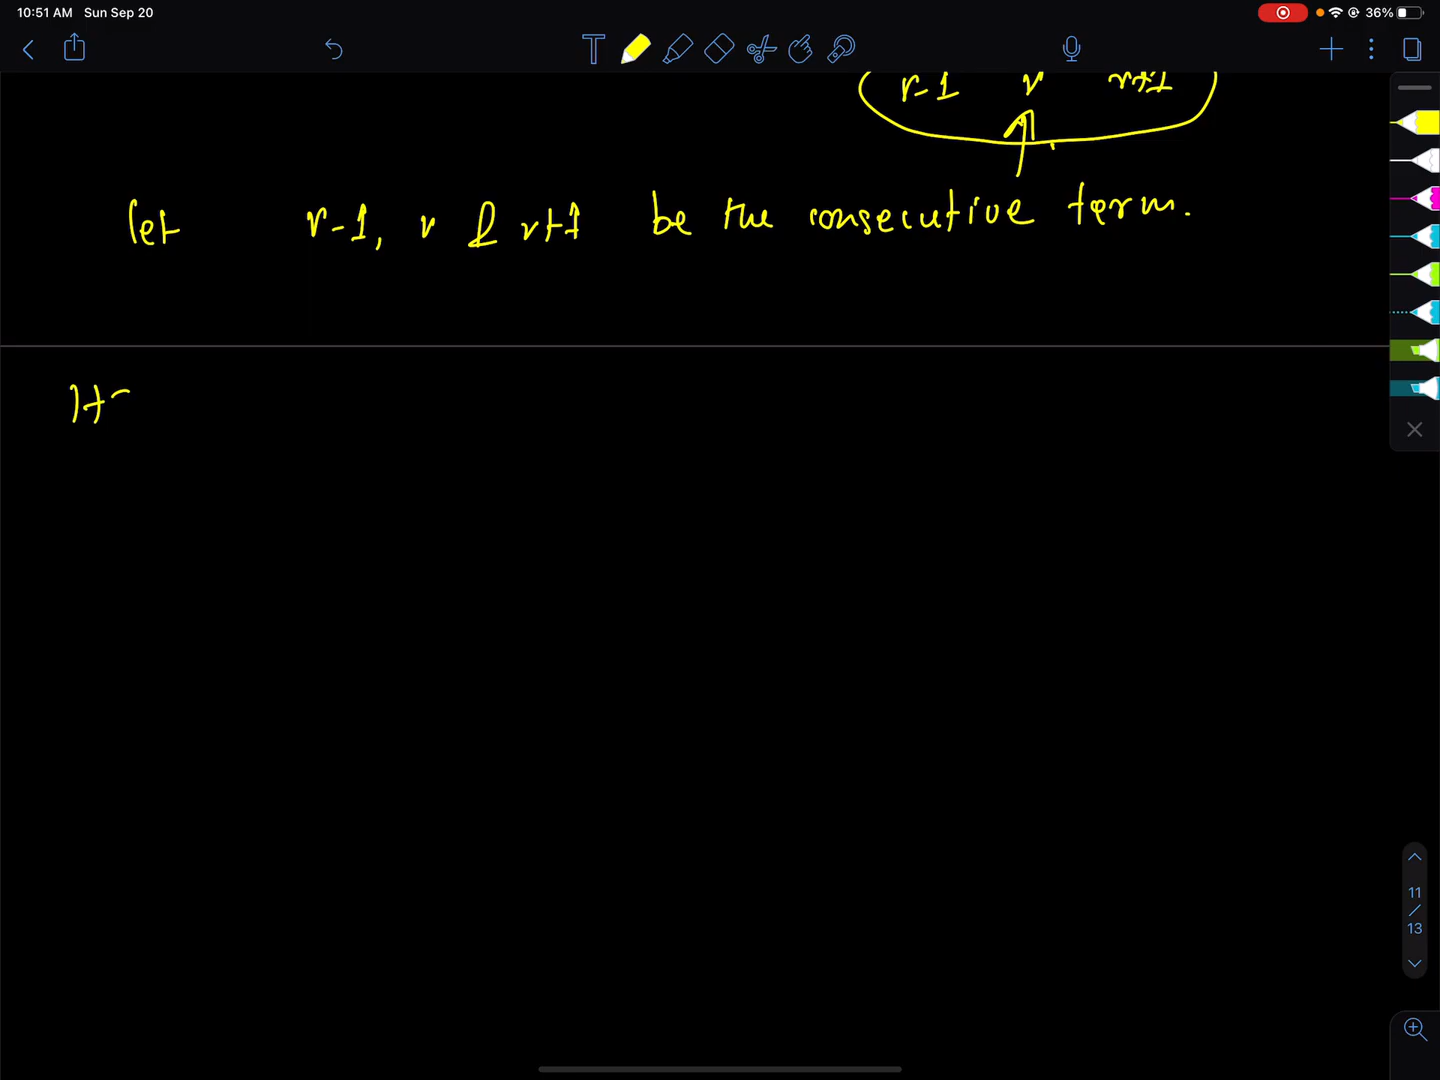 10:51 AM Sun Sep 20
36%
r-1 r r+1
let r-1, r & r+1 be the consecutive term.
11
13